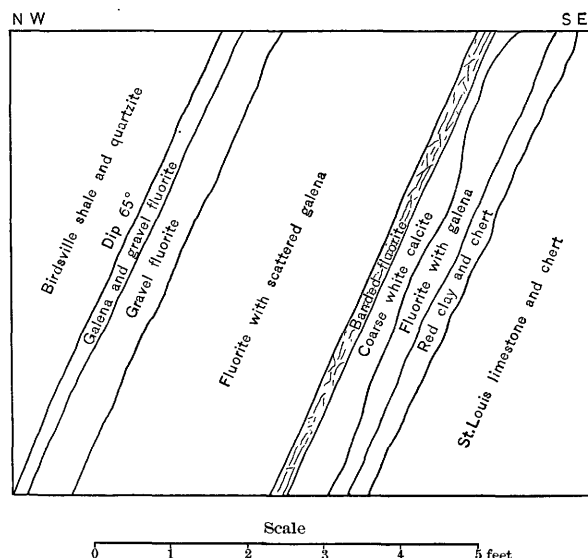 N W
S E
Birdsville shale and quartzite
Dip 65°
Galena and gravel fluorite
Gravel fluorite
Fluorite with scattered galena
Banded fluorite
Coarse white calcite
Fluorite with galena
Red clay and chert
St. Louis limestone and chert
Scale
0 1 2 3 4 5 feet